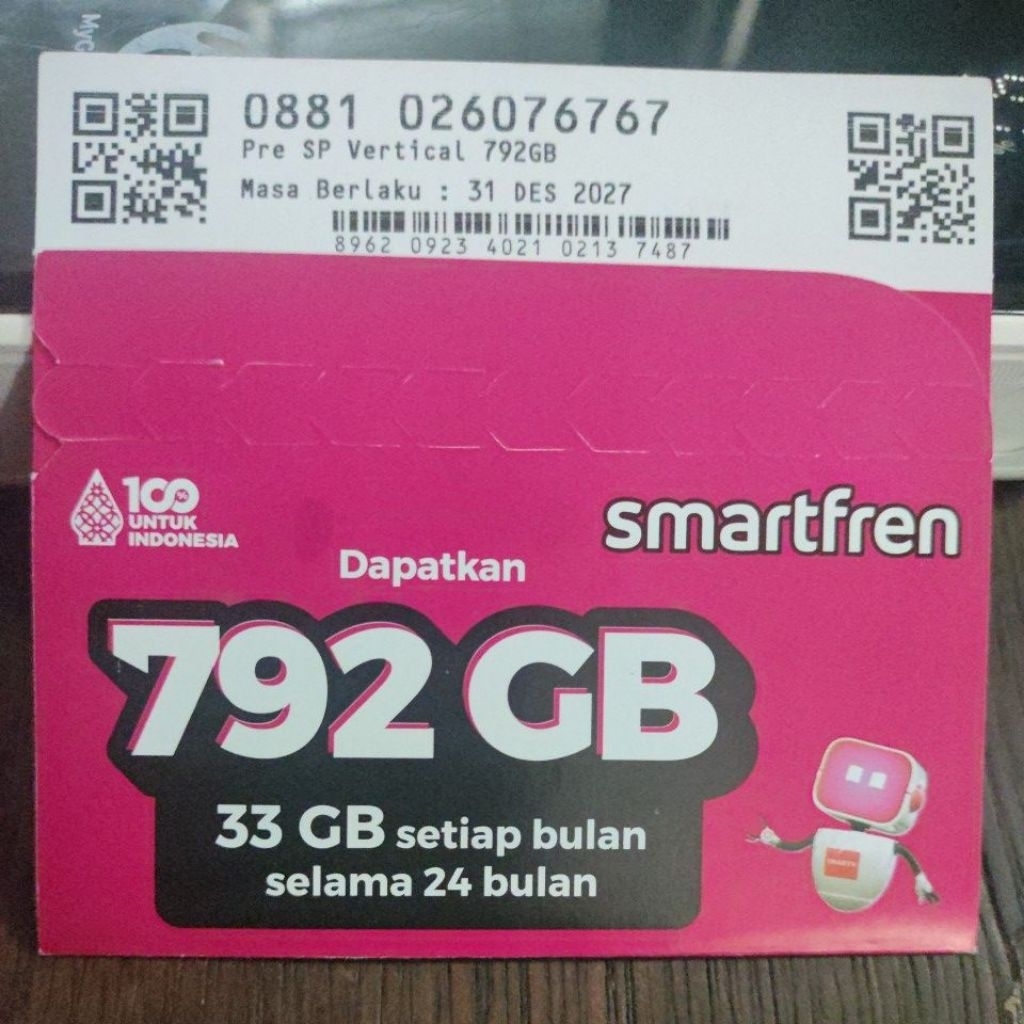 MyC
0881 026076767
Pre SP Vertical 792GB
Masa Berlaku : 31 DES 2027
8962 0923 4021 0213 7487
100%
UNTUK
INDONESIA
smartfren
Dapatkan
792 GB
33 GB setiap bulan
selama 24 bulan